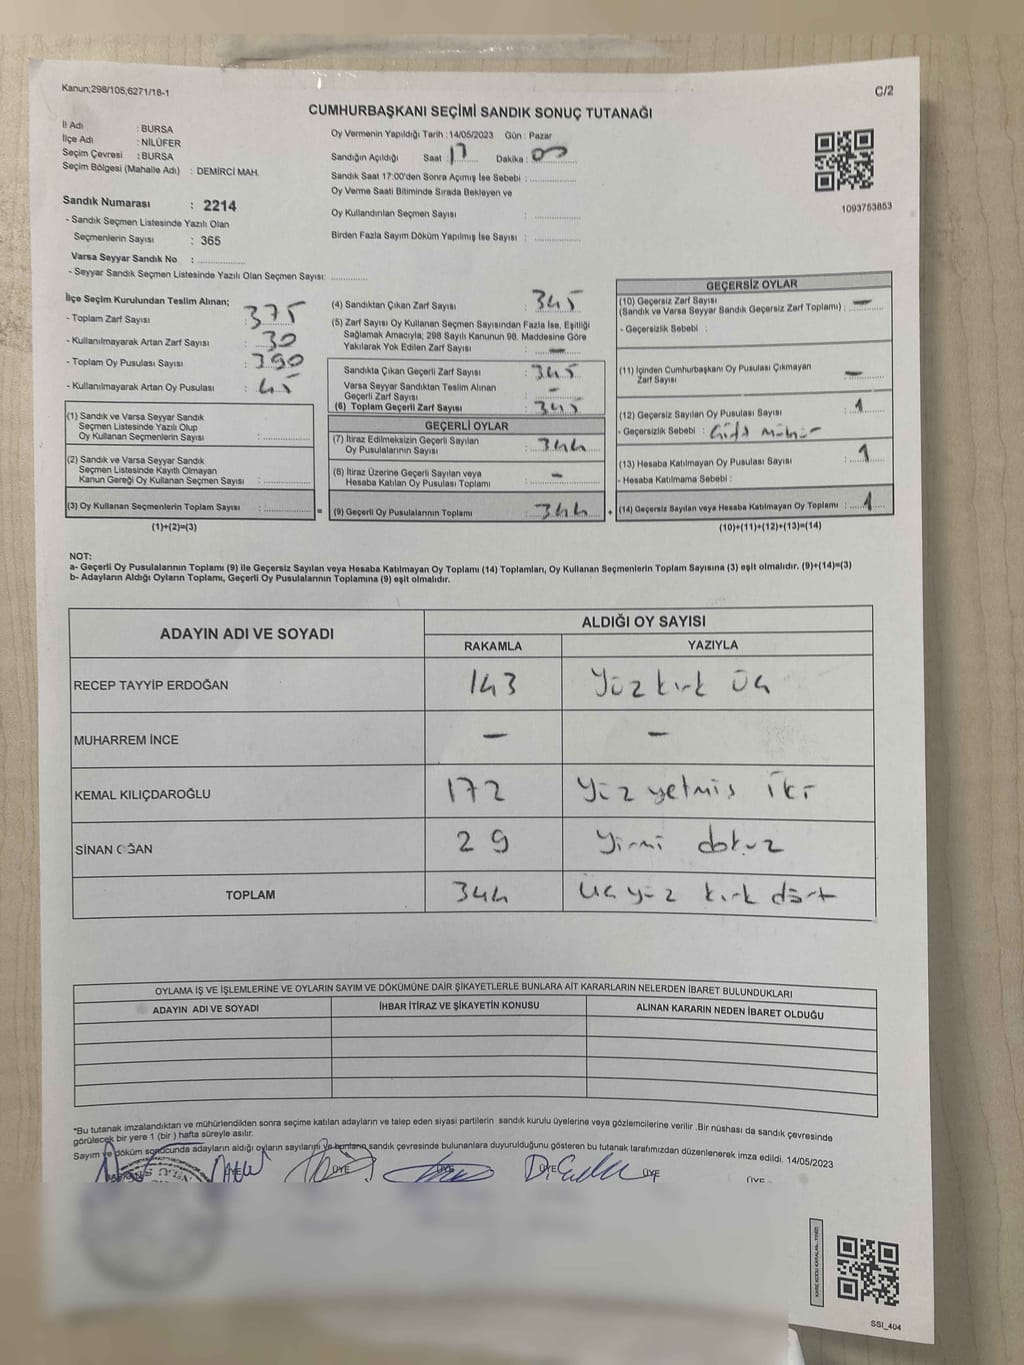 Kanun;298/105;6271/18-1
C/2
CUMHURBAŞKANI SEÇİMİ SANDIK SONUÇ TUTANAĞI
İl Adı : BURSA
İlçe Adı : NİLÜFER
Seçim Çevresi : BURSA
Seçim Bölgesi (Mahalle Adı) : DEMİRCİ MAH.
Sandık Numarası : 2214
- Sandık Seçmen Listesinde Yazılı Olan
Seçmenlerin Sayısı : 365
Varsa Seyyar Sandık No : ................
- Seyyar Sandık Seçmen Listesinde Yazılı Olan Seçmen Sayısı: .............
Oy Vermenin Yapıldığı Tarih : 14/05/2023 Gün : Pazar
Sandığın Açıldığı Saat : 17 Dakika : 00
Sandık Saat 17:00'den Sonra Açımış İse Sebebi : ................
Oy Verme Saati Bitiminde Sırada Bekleyen ve
Oy Kullandırılan Seçmen Sayısı : ................
Birden Fazla Sayım Döküm Yapılmış İse Sayısı : ................
1093753853
İlçe Seçim Kurulundan Teslim Alınan;
- Toplam Zarf Sayısı : 375
- Kullanılmayarak Artan Zarf Sayısı : 30
- Toplam Oy Pusulası Sayısı : 390
- Kullanılmayarak Artan Oy Pusulası : 45
(1) Sandık ve Varsa Seyyar Sandık
Seçmen Listesinde Yazılı Olup
Oy Kullanan Seçmenlerin Sayısı : ................
(2) Sandık ve Varsa Seyyar Sandık
Seçmen Listesinde Kayıtlı Olmayan
Kanun Gereği Oy Kullanan Seçmen Sayısı : ................
(3) Oy Kullanan Seçmenlerin Toplam Sayısı : ................
(1)+(2)=(3)
(4) Sandıktan Çıkan Zarf Sayısı : 345
(5) Zarf Sayısı Oy Kullanan Seçmen Sayısından Fazla İse, Eşitliği
Sağlamak Amacıyla, 298 Sayılı Kanunun 98. Maddesine Göre
Yakılarak Yok Edilen Zarf Sayısı : —
Sandıkta Çıkan Geçerli Zarf Sayısı : 345
Varsa Seyyar Sandıktan Teslim Alınan
Geçerli Zarf Sayısı : —
(6) Toplam Geçerli Zarf Sayısı : 345
GEÇERLİ OYLAR
(7) İtiraz Edilmeksizin Geçerli Sayılan
Oy Pusulalarının Sayısı : 344
(8) İtiraz Üzerine Geçerli Sayılan veya
Hesaba Katılan Oy Pusulası Toplamı : —
= (9) Geçerli Oy Pusulalarının Toplamı : 344 +
GEÇERSİZ OYLAR
(10) Geçersiz Zarf Sayısı
(Sandık ve Varsa Seyyar Sandık Geçersiz Zarf Toplamı) : —
- Geçersizlik Sebebi :
(11) İçinden Cumhurbaşkanı Oy Pusulası Çıkmayan
Zarf Sayısı : —
(12) Geçersiz Sayılan Oy Pusulası Sayısı : 1
- Geçersizlik Sebebi : mühür
(13) Hesaba Katılmayan Oy Pusulası Sayısı : 1
- Hesaba Katılmama Sebebi :
(14) Geçersiz Sayılan veya Hesaba Katılmayan Oy Toplamı : 1
(10)+(11)+(12)+(13)=(14)
NOT:
a- Geçerli Oy Pusulalarının Toplamı (9) ile Geçersiz Sayılan veya Hesaba Katılmayan Oy Toplamı (14) Toplamları, Oy Kullanan Seçmenlerin Toplam Sayısına (3) eşit olmalıdır. (9)+(14)=(3)
b- Adayların Aldığı Oyların Toplamı, Geçerli Oy Pusulalarının Toplamına (9) eşit olmalıdır.
ADAYIN ADI VE SOYADI ALDIĞI OY SAYISI
RAKAMLA YAZIYLA
RECEP TAYYİP ERDOĞAN 143 Yüz kırk üç
MUHARREM İNCE — —
KEMAL KILIÇDAROĞLU 172 Yüz yetmiş iki
SİNAN OĞAN 29 Yirmi dokuz
TOPLAM 344 üç yüz kırk dört
OYLAMA İŞ VE İŞLEMLERİNE VE OYLARIN SAYIM VE DÖKÜMÜNE DAİR ŞİKAYETLERLE BUNLARA AİT KARARLARIN NELERDEN İBARET BULUNDUKLARI
ADAYIN ADI VE SOYADI İHBAR İTİRAZ VE ŞİKAYETİN KONUSU ALINAN KARARIN NEDEN İBARET OLDUĞU
*Bu tutanak imzalandıktan ve mühürlendikten sonra seçime katılan adayların ve talep eden siyasi partilerin sandık kurulu üyelerine veya gözlemcilerine verilir .Bir nüshası da sandık çevresinde
görülecek bir yere 1 (bir ) hafta süreyle asılır.
Sayım ve döküm sonucunda adayların aldığı oyların sayılarını ve bunların sandık çevresinde bulunanlara duyurulduğunu gösteren bu tutanak tarafımızdan düzenlenerek imza edildi. 14/05/2023
ÜYE ÜYE ÜYE ÜYE ÜYE ÜYE
SSI_404